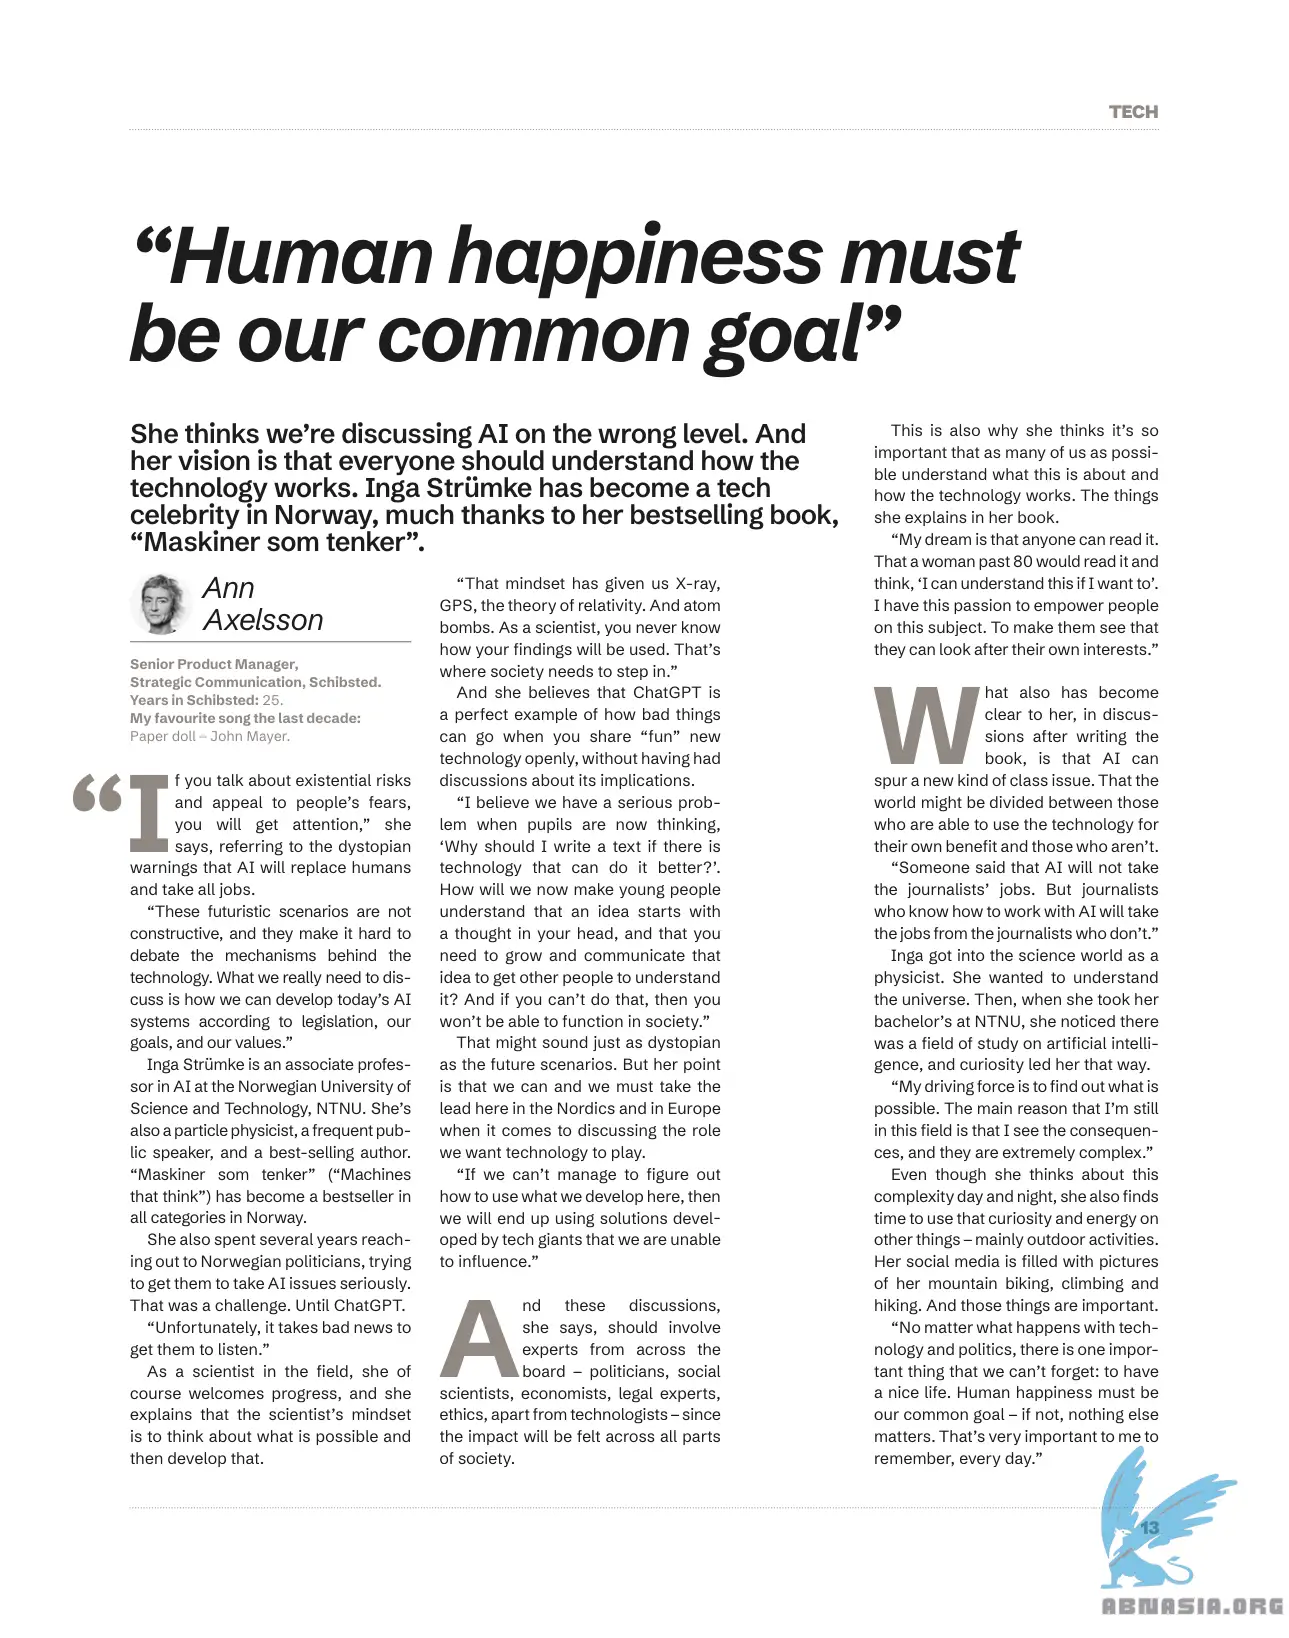 TECH
“Human happiness must
be our common goal”
She thinks we’re discussing AI on the wrong level. And
her vision is that everyone should understand how the
technology works. Inga Strümke has become a tech
celebrity in Norway, much thanks to her bestselling book,
“Maskiner som tenker”.
Ann
Axelsson
Senior Product Manager,
Strategic Communication, Schibsted.
Years in Schibsted: 25.
My favourite song the last decade:
Paper doll – John Mayer.
“If you talk about existential risks
and appeal to people’s fears,
you will get attention,” she
says, referring to the dystopian
warnings that AI will replace humans
and take all jobs.
“These futuristic scenarios are not
constructive, and they make it hard to
debate the mechanisms behind the
technology. What we really need to dis-
cuss is how we can develop today’s AI
systems according to legislation, our
goals, and our values.”
Inga Strümke is an associate profes-
sor in AI at the Norwegian University of
Science and Technology, NTNU. She’s
also a particle physicist, a frequent pub-
lic speaker, and a best-selling author.
“Maskiner som tenker” (“Machines
that think”) has become a bestseller in
all categories in Norway.
She also spent several years reach-
ing out to Norwegian politicians, trying
to get them to take AI issues seriously.
That was a challenge. Until ChatGPT.
“Unfortunately, it takes bad news to
get them to listen.”
As a scientist in the field, she of
course welcomes progress, and she
explains that the scientist’s mindset
is to think about what is possible and
then develop that.
“That mindset has given us X-ray,
GPS, the theory of relativity. And atom
bombs. As a scientist, you never know
how your findings will be used. That’s
where society needs to step in.”
And she believes that ChatGPT is
a perfect example of how bad things
can go when you share “fun” new
technology openly, without having had
discussions about its implications.
“I believe we have a serious prob-
lem when pupils are now thinking,
‘Why should I write a text if there is
technology that can do it better?’.
How will we now make young people
understand that an idea starts with
a thought in your head, and that you
need to grow and communicate that
idea to get other people to understand
it? And if you can’t do that, then you
won’t be able to function in society.”
That might sound just as dystopian
as the future scenarios. But her point
is that we can and we must take the
lead here in the Nordics and in Europe
when it comes to discussing the role
we want technology to play.
“If we can’t manage to figure out
how to use what we develop here, then
we will end up using solutions devel-
oped by tech giants that we are unable
to influence.”
And these discussions,
she says, should involve
experts from across the
board – politicians, social
scientists, economists, legal experts,
ethics, apart from technologists – since
the impact will be felt across all parts
of society.
This is also why she thinks it’s so
important that as many of us as possi-
ble understand what this is about and
how the technology works. The things
she explains in her book.
“My dream is that anyone can read it.
That a woman past 80 would read it and
think, ‘I can understand this if I want to’.
I have this passion to empower people
on this subject. To make them see that
they can look after their own interests.”
What also has become
clear to her, in discus-
sions after writing the
book, is that AI can
spur a new kind of class issue. That the
world might be divided between those
who are able to use the technology for
their own benefit and those who aren’t.
“Someone said that AI will not take
the journalists’ jobs. But journalists
who know how to work with AI will take
the jobs from the journalists who don’t.”
Inga got into the science world as a
physicist. She wanted to understand
the universe. Then, when she took her
bachelor’s at NTNU, she noticed there
was a field of study on artificial intelli-
gence, and curiosity led her that way.
“My driving force is to find out what is
possible. The main reason that I’m still
in this field is that I see the consequen-
ces, and they are extremely complex.”
Even though she thinks about this
complexity day and night, she also finds
time to use that curiosity and energy on
other things – mainly outdoor activities.
Her social media is filled with pictures
of her mountain biking, climbing and
hiking. And those things are important.
“No matter what happens with tech-
nology and politics, there is one impor-
tant thing that we can’t forget: to have
a nice life. Human happiness must be
our common goal – if not, nothing else
matters. That’s very important to me to
remember, every day.”
13
ABNASIA.ORG